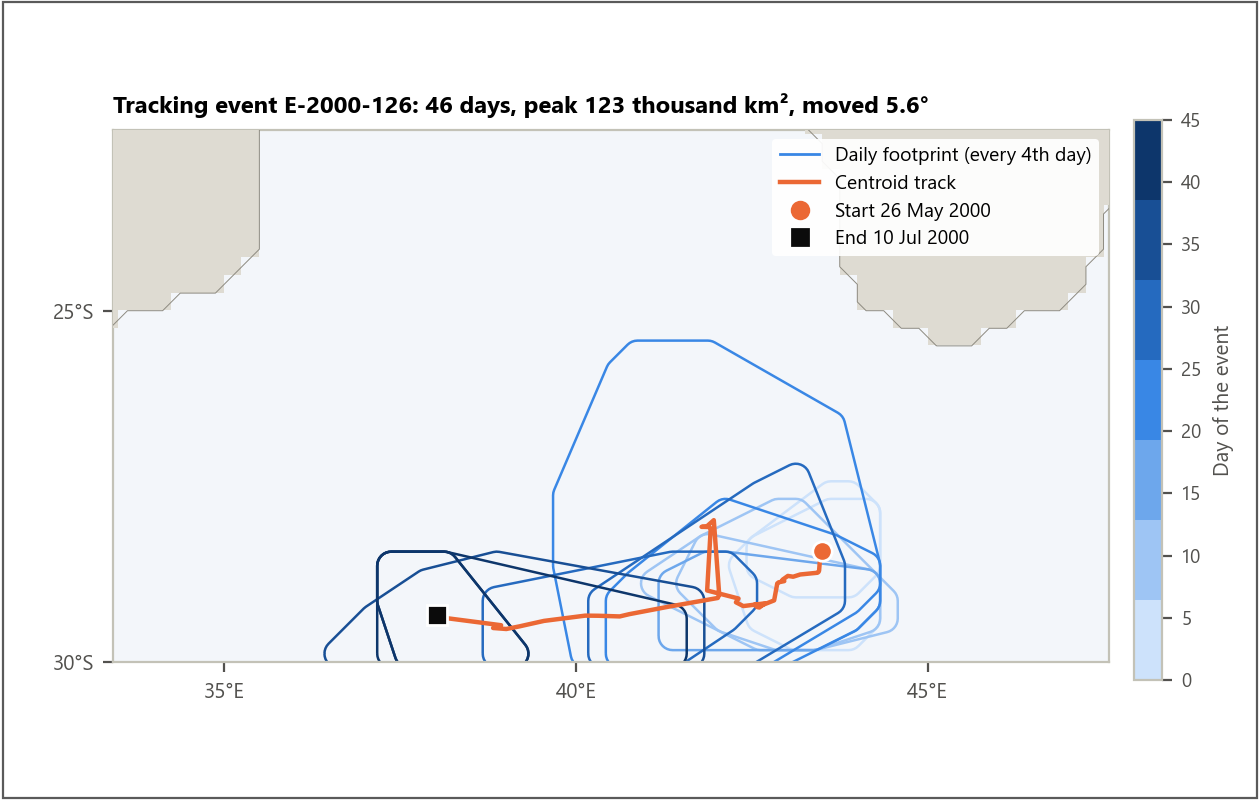 Tracking event E-2000-126: 46 days, peak 123 thousand km², moved 5.6°
Daily footprint (every 4th day)
Centroid track
Start 26 May 2000
End 10 Jul 2000
25°S
30°S
35°E
40°E
45°E
45
40
35
30
25
20
15
10
5
0
Day of the event